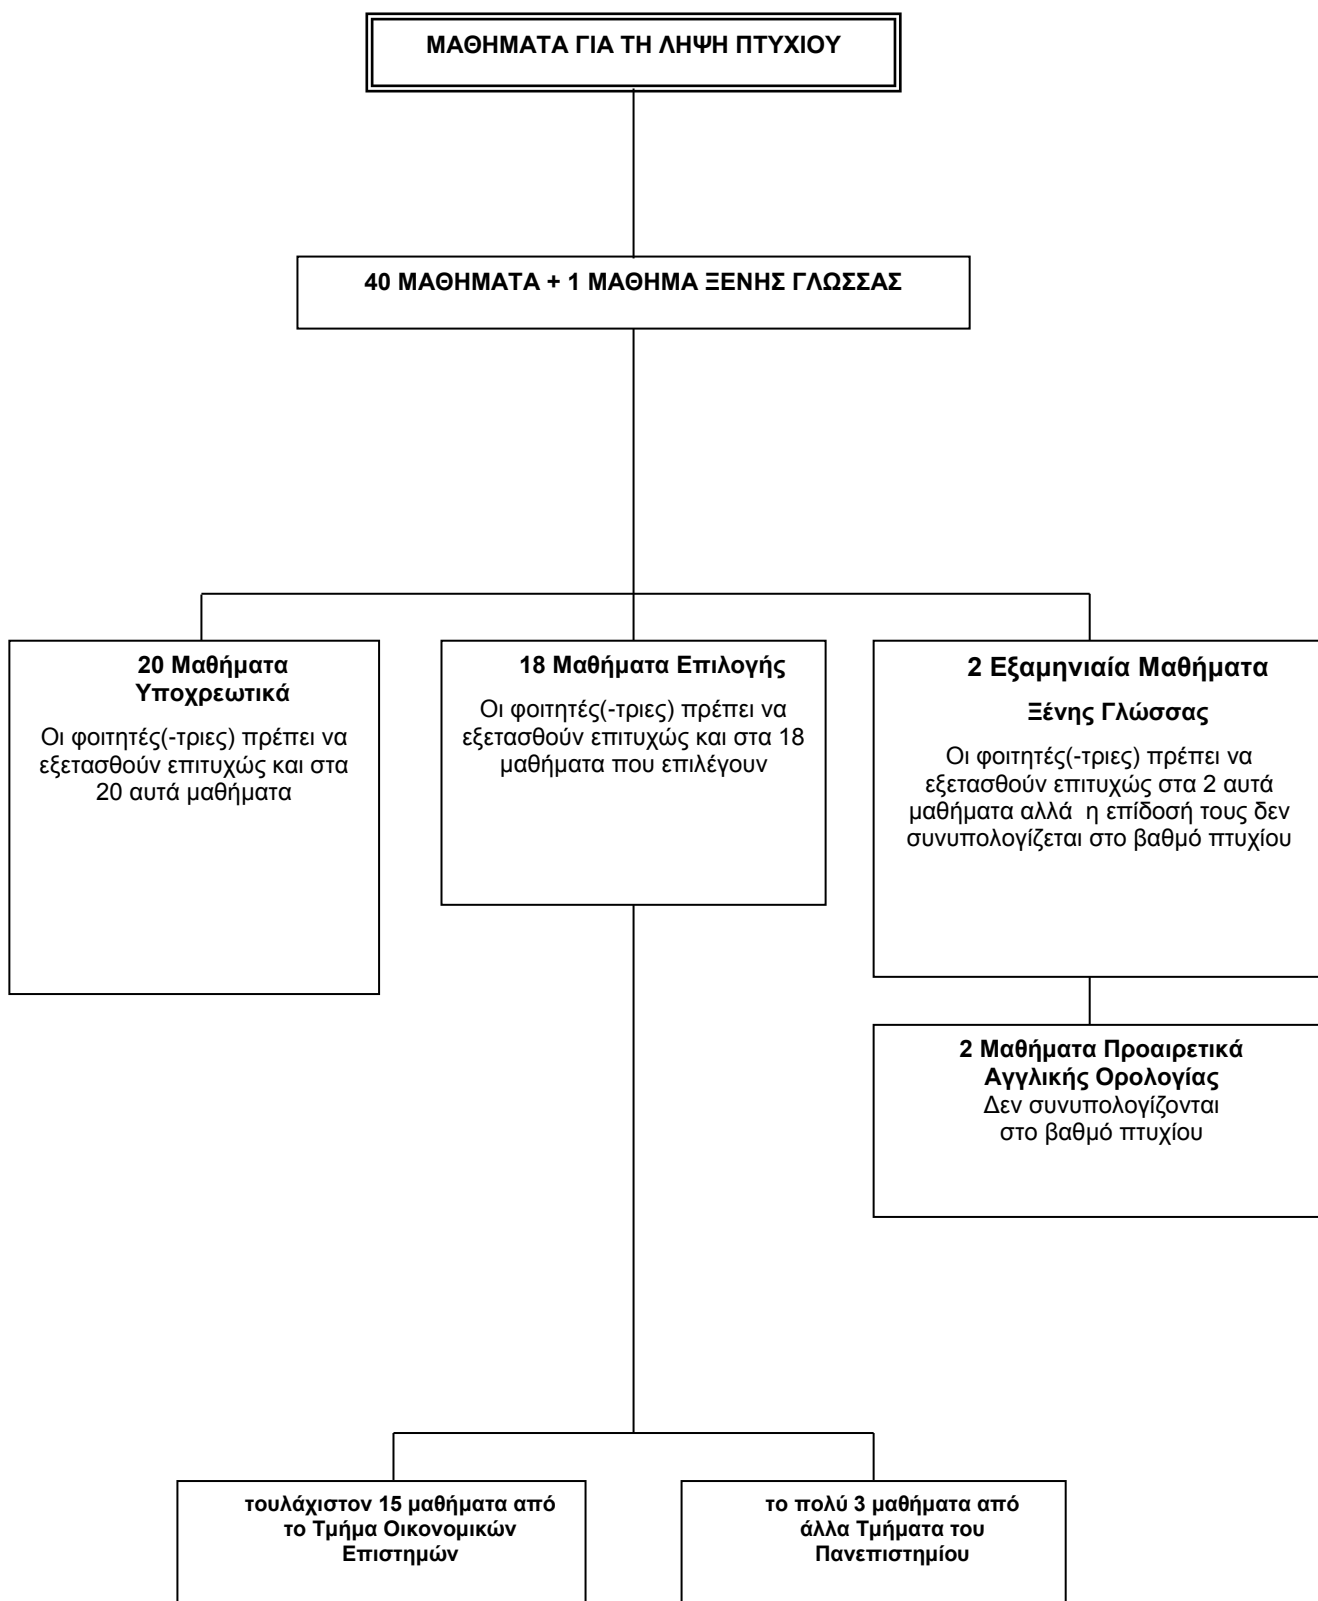 ΜΑΘΗΜΑΤΑ ΓΙΑ ΤΗ ΛΗΨΗ ΠΤΥΧΙΟΥ
40 ΜΑΘΗΜΑΤΑ + 1 ΜΑΘΗΜΑ ΞΕΝΗΣ ΓΛΩΣΣΑΣ
20 Μαθήματα
Υποχρεωτικά
Οι φοιτητές(-τριες) πρέπει να
εξετασθούν επιτυχώς και στα
20 αυτά μαθήματα
18 Μαθήματα Επιλογής
Οι φοιτητές(-τριες) πρέπει να
εξετασθούν επιτυχώς και στα 18
μαθήματα που επιλέγουν
2 Εξαμηνιαία Μαθήματα
Ξένης Γλώσσας
Οι φοιτητές(-τριες) πρέπει να
εξετασθούν επιτυχώς στα 2 αυτά
μαθήματα αλλά  η επίδοσή τους δεν
συνυπολογίζεται στο βαθμό πτυχίου
2 Μαθήματα Προαιρετικά
Αγγλικής Ορολογίας
Δεν συνυπολογίζονται
στο βαθμό πτυχίου
τουλάχιστον 15 μαθήματα από
το Τμήμα Οικονομικών
Επιστημών
το πολύ 3 μαθήματα από
άλλα Τμήματα του
Πανεπιστημίου